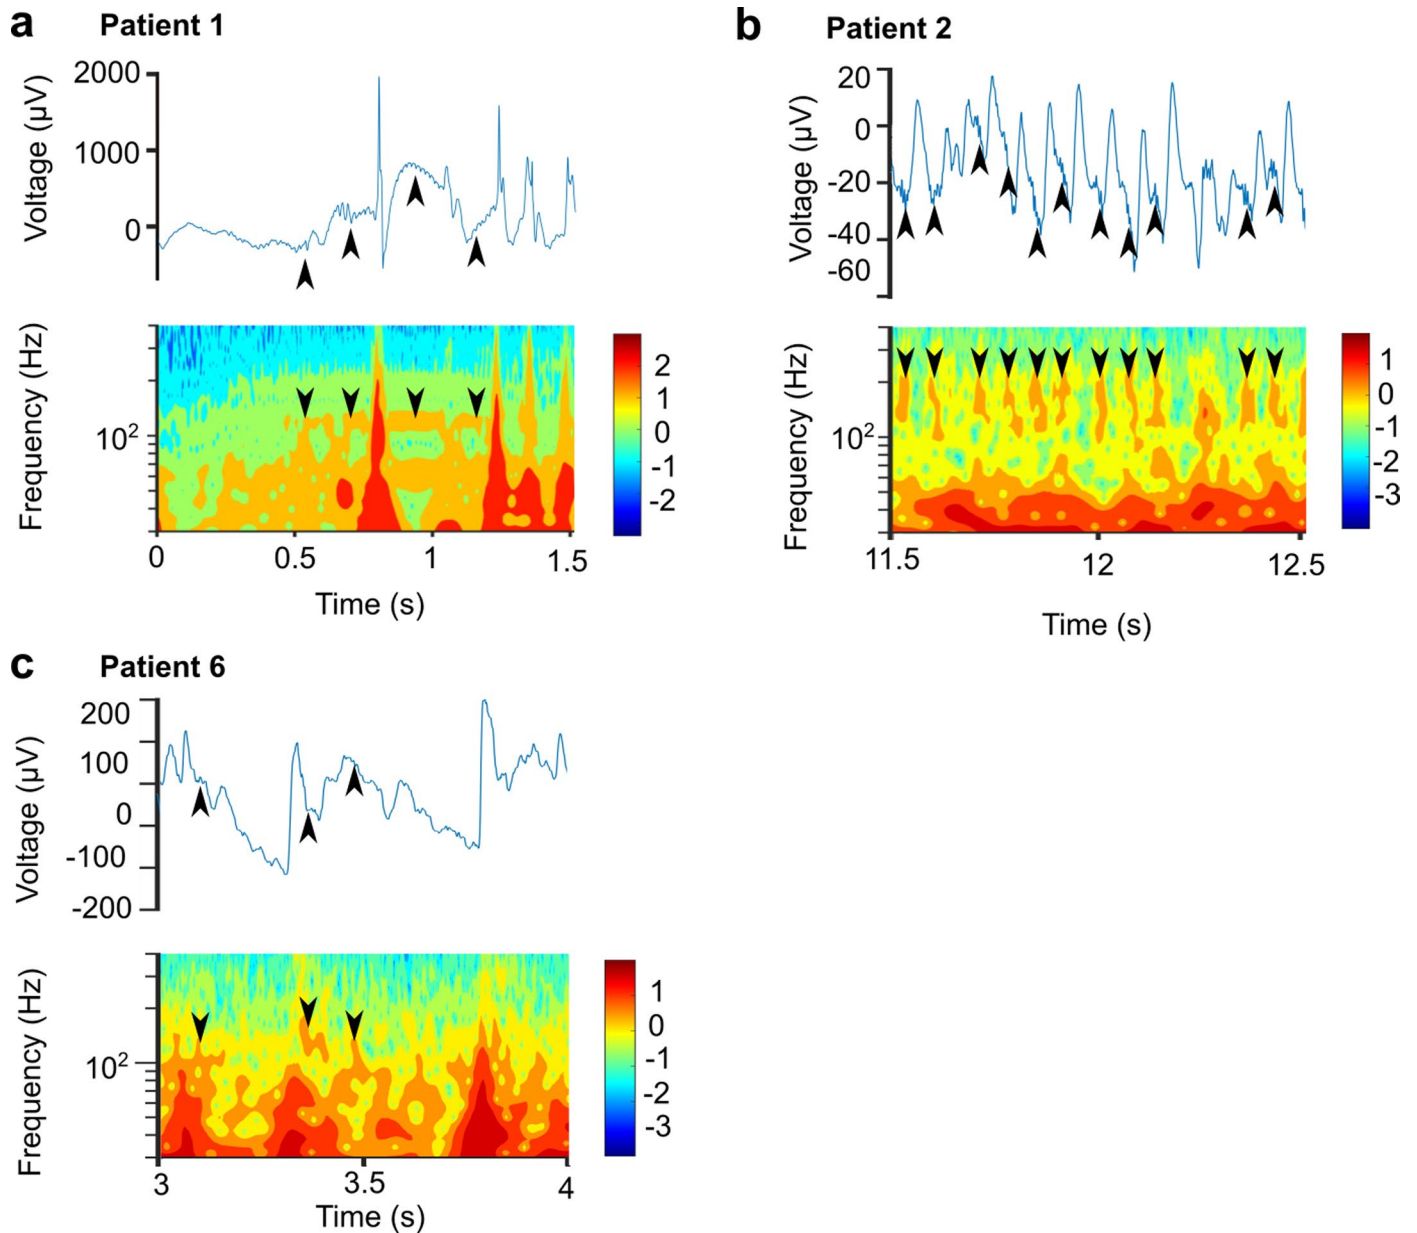 a Patient 1
Voltage (µV)
2000
1000
0
Frequency (Hz)
10²
2
1
0
-1
-2
0 0.5 1 1.5
Time (s)
b Patient 2
Voltage (µV)
20
0
-20
-40
-60
Frequency (Hz)
10²
1
0
-1
-2
-3
11.5 12 12.5
Time (s)
c Patient 6
Voltage (µV)
200
100
0
-100
-200
Frequency (Hz)
10²
1
0
-1
-2
-3
3 3.5 4
Time (s)